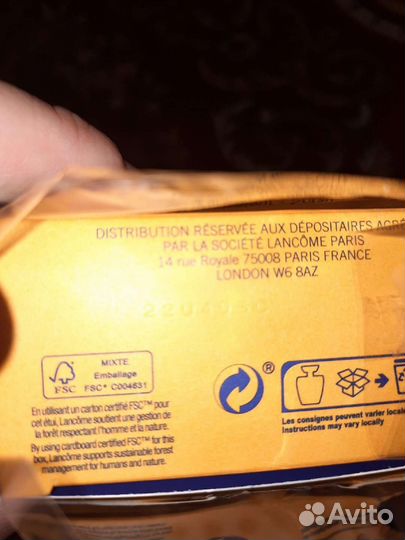 DISTRIBUTION RÉSERVÉE AUX DÉPOSITAIRES AGRÉ
PAR LA SOCIÉTÉ LANCÔME PARIS
14 rue Royale 75008 PARIS FRANCE
LONDON W6 8AZ
FSC
MIXTE
Emballage
FSC® C004631
®
En utilisant un carton certifié FSC™ pour
cet étui, Lancôme soutient une gestion de
la forêt respectant l'homme et la nature.
By using cardboard certified FSC™ for this
box, Lancôme supports sustainable forest
management for humans and nature.
Les consignes peuvent varier locale
Instructions may vary locally
Avito